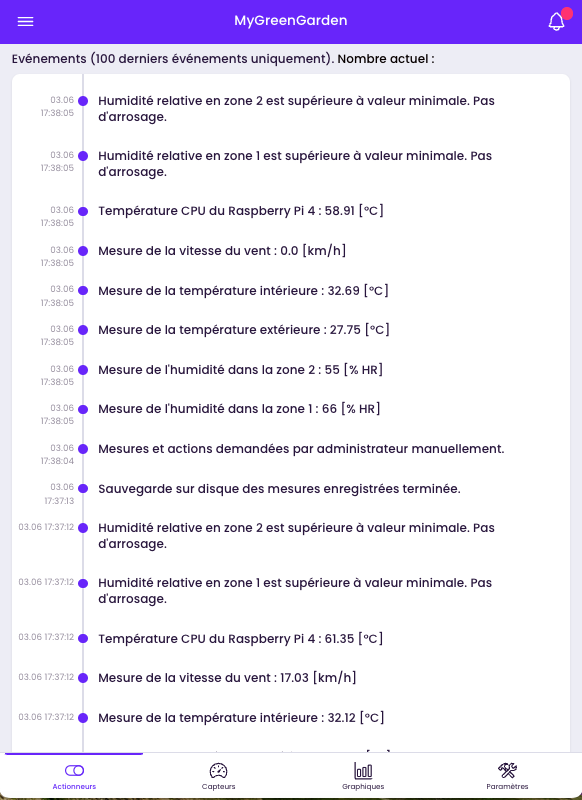 MyGreenGarden
Evénements (100 derniers événements uniquement). Nombre actuel :
03.06
17:38:05
Humidité relative en zone 2 est supérieure à valeur minimale. Pas
d'arrosage.
03.06
17:38:05
Humidité relative en zone 1 est supérieure à valeur minimale. Pas
d'arrosage.
03.06
17:38:05
Température CPU du Raspberry Pi 4 : 58.91 [°C]
03.06
17:38:05
Mesure de la vitesse du vent : 0.0 [km/h]
03.06
17:38:05
Mesure de la température intérieure : 32.69 [°C]
03.06
17:38:05
Mesure de la température extérieure : 27.75 [°C]
03.06
17:38:05
Mesure de l'humidité dans la zone 2 : 55 [% HR]
03.06
17:38:05
Mesure de l'humidité dans la zone 1 : 66 [% HR]
03.06
17:38:04
Mesures et actions demandées par administrateur manuellement.
03.06
17:37:13
Sauvegarde sur disque des mesures enregistrées terminée.
03.06 17:37:12
Humidité relative en zone 2 est supérieure à valeur minimale. Pas
d'arrosage.
03.06 17:37:12
Humidité relative en zone 1 est supérieure à valeur minimale. Pas
d'arrosage.
03.06 17:37:12
Température CPU du Raspberry Pi 4 : 61.35 [°C]
03.06 17:37:12
Mesure de la vitesse du vent : 17.03 [km/h]
03.06 17:37:12
Mesure de la température intérieure : 32.12 [°C]
Actionneurs
Capteurs
Graphiques
Paramètres